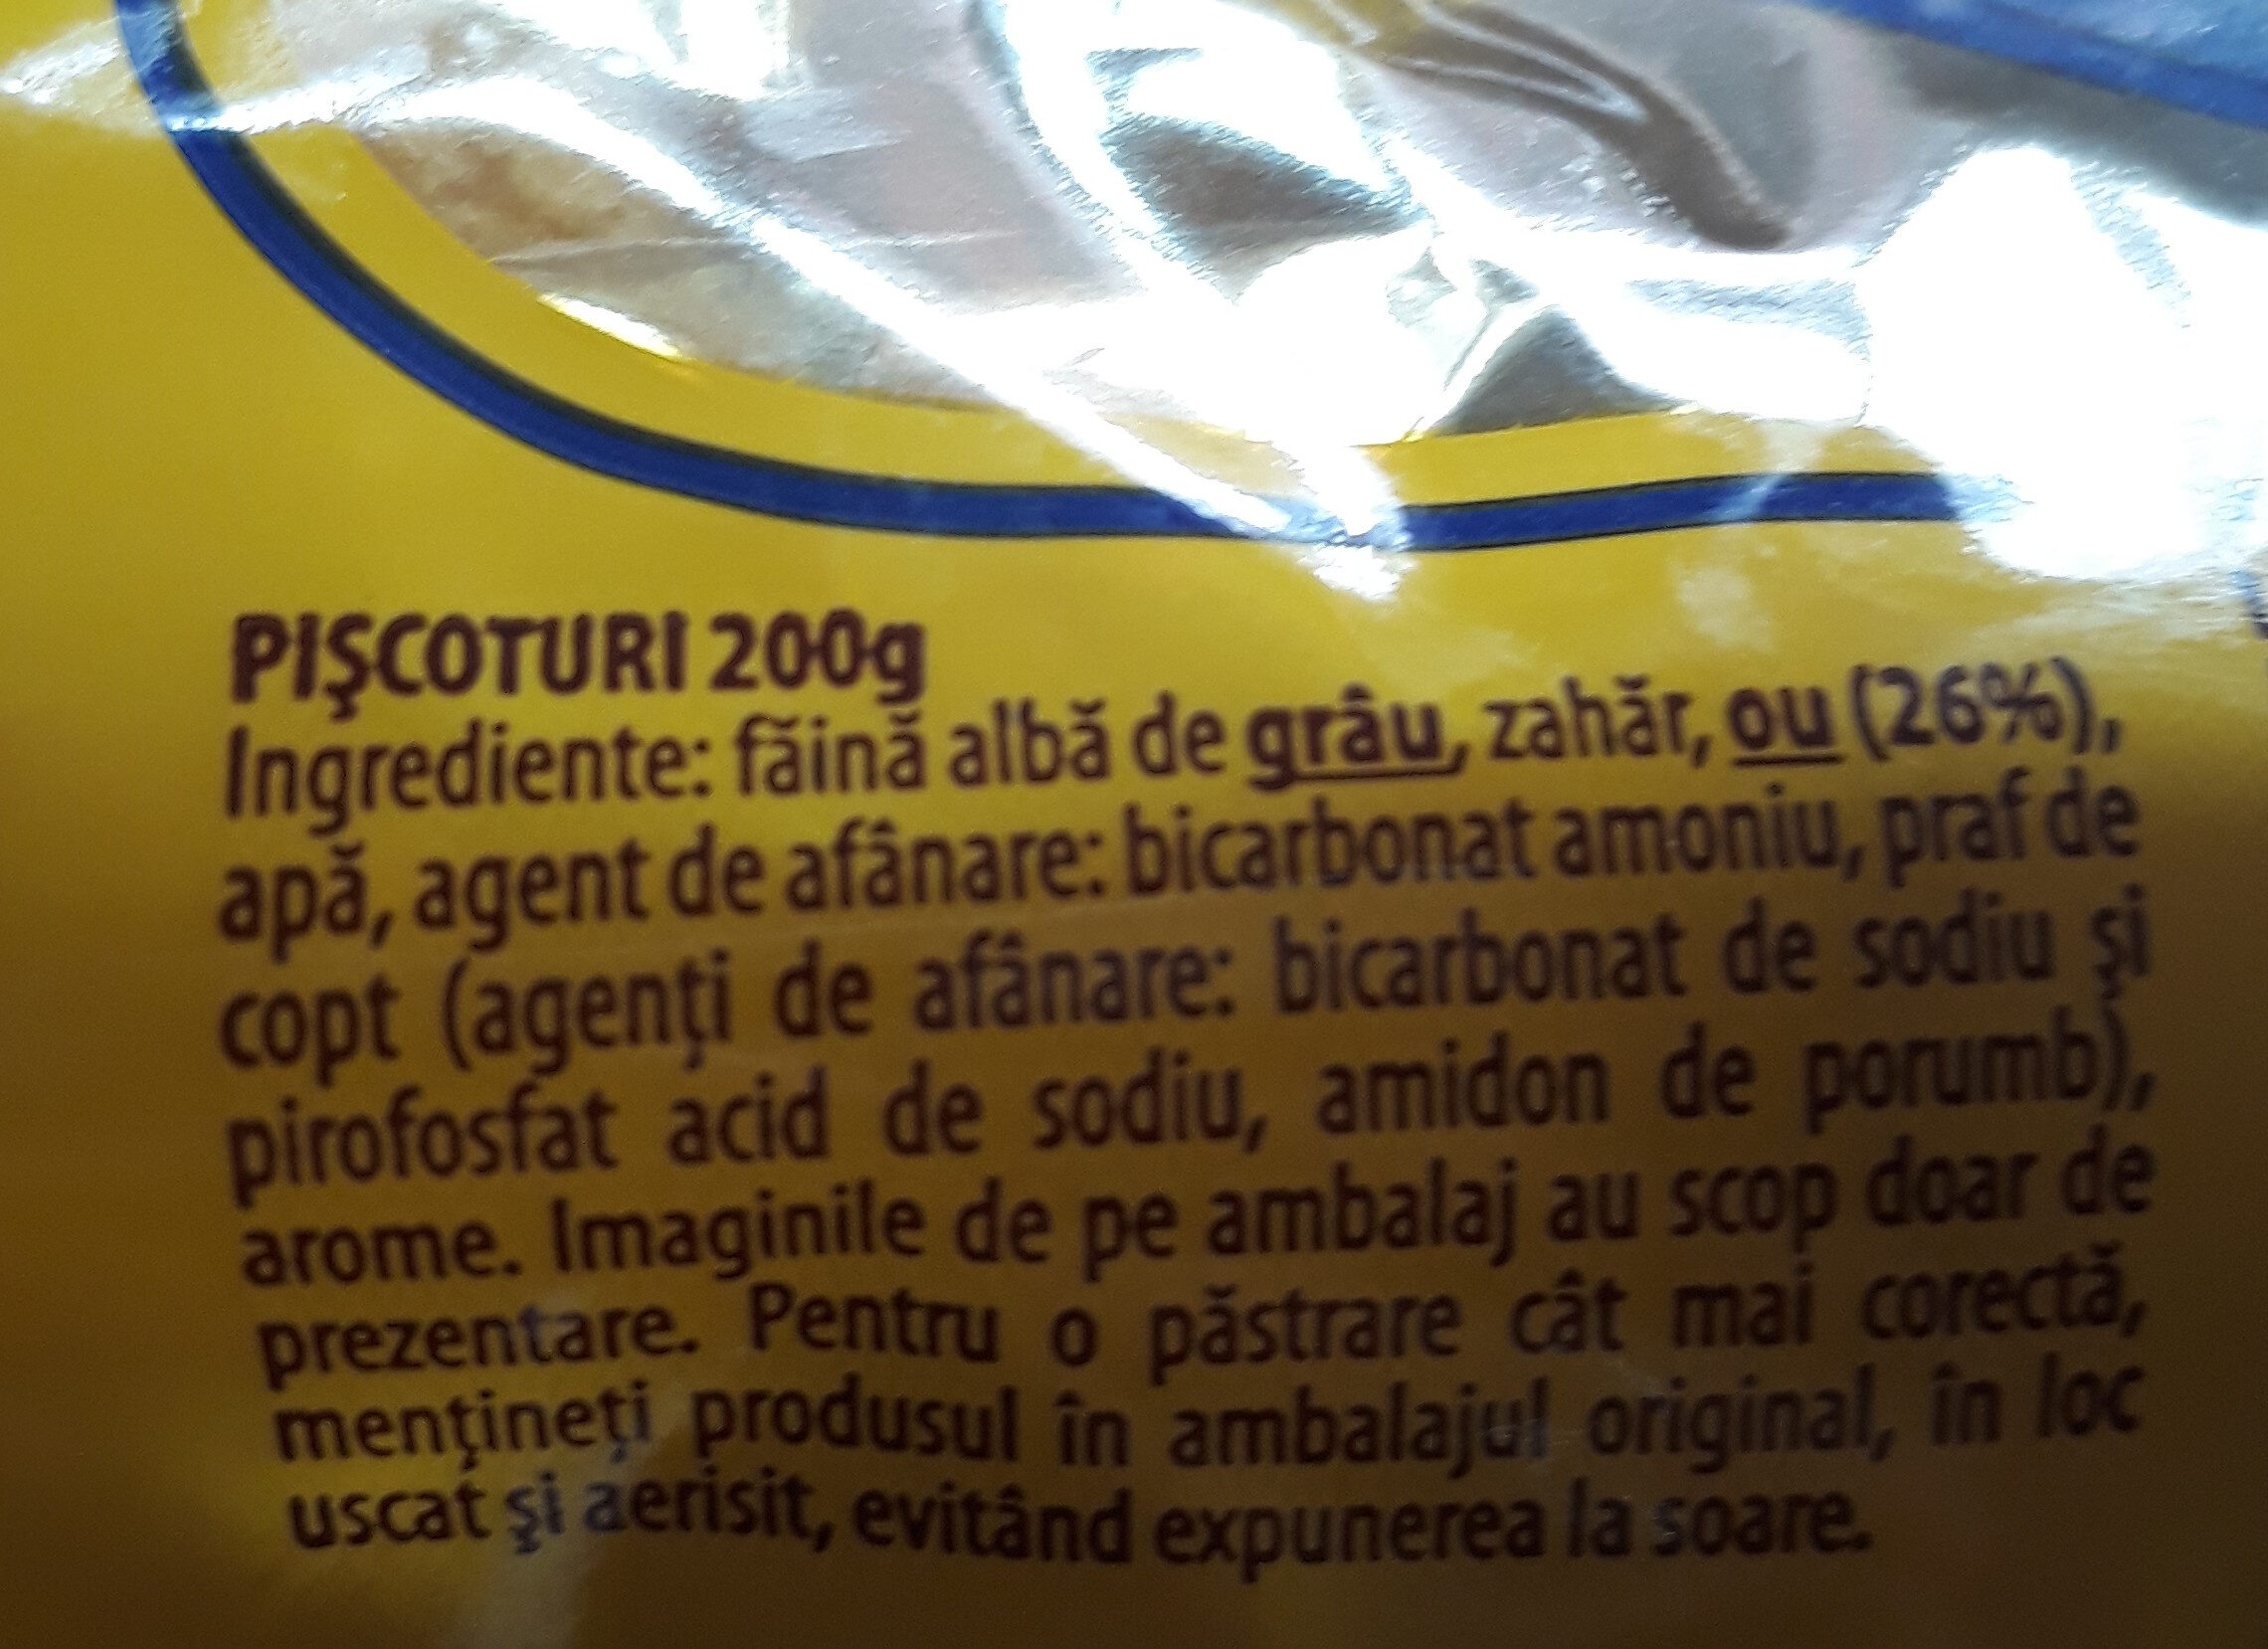 PIŞCOTURI 200g
Ingrediente: făină albă de grâu, zahăr, ou (26%),
apă, agent de afânare: bicarbonat amoniu, praf de
copt (agenţi de afânare: bicarbonat de sodiu şi
pirofosfat acid de sodiu, amidon de porumb),
arome. Imaginile de pe ambalaj au scop doar de
prezentare. Pentru o păstrare cât mai corectă,
menţineţi produsul în ambalajul original, în loc
uscat şi aerisit, evitând expunerea la soare.